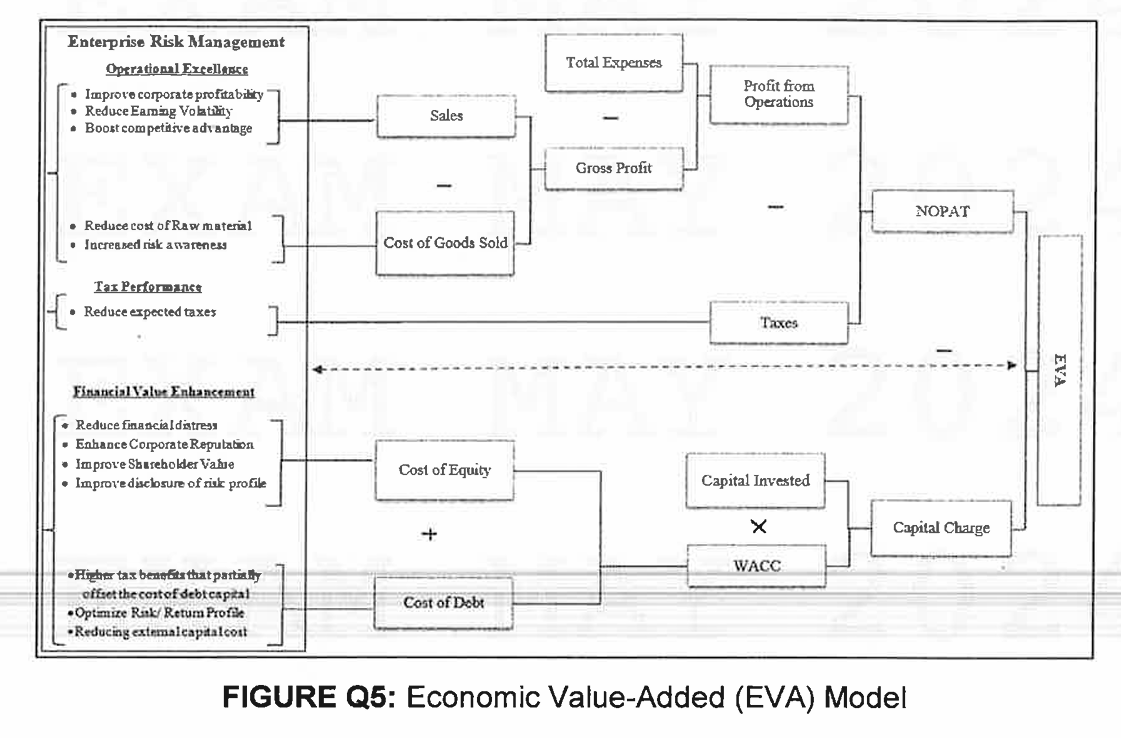 Enterprise Risk Management
Operational Excellence
• Improve corporate profitability
• Reduce Earning Volatility
• Boost competitive advantage
• Reduce cost of Raw material
• Increased risk awareness
Tax Performance
• Reduce expected taxes
Financial Value Enhancement
• Reduce financial distress
• Enhance Corporate Reputation
• Improve Shareholder Value
• Improve disclosure of risk profile
• Higher tax benefits that partially
offset the cost of debt capital
• Optimize Risk/ Return Profile
• Reducing external capital cost
Sales
−
Cost of Goods Sold
Total Expenses
−
Gross Profit
Profit from
Operations
−
Taxes
NOPAT
−
EVA
Cost of Equity
+
Cost of Debt
Capital Invested
×
WACC
Capital Charge
EXAM MAY 2024
FIGURE Q5: Economic Value-Added (EVA) Model